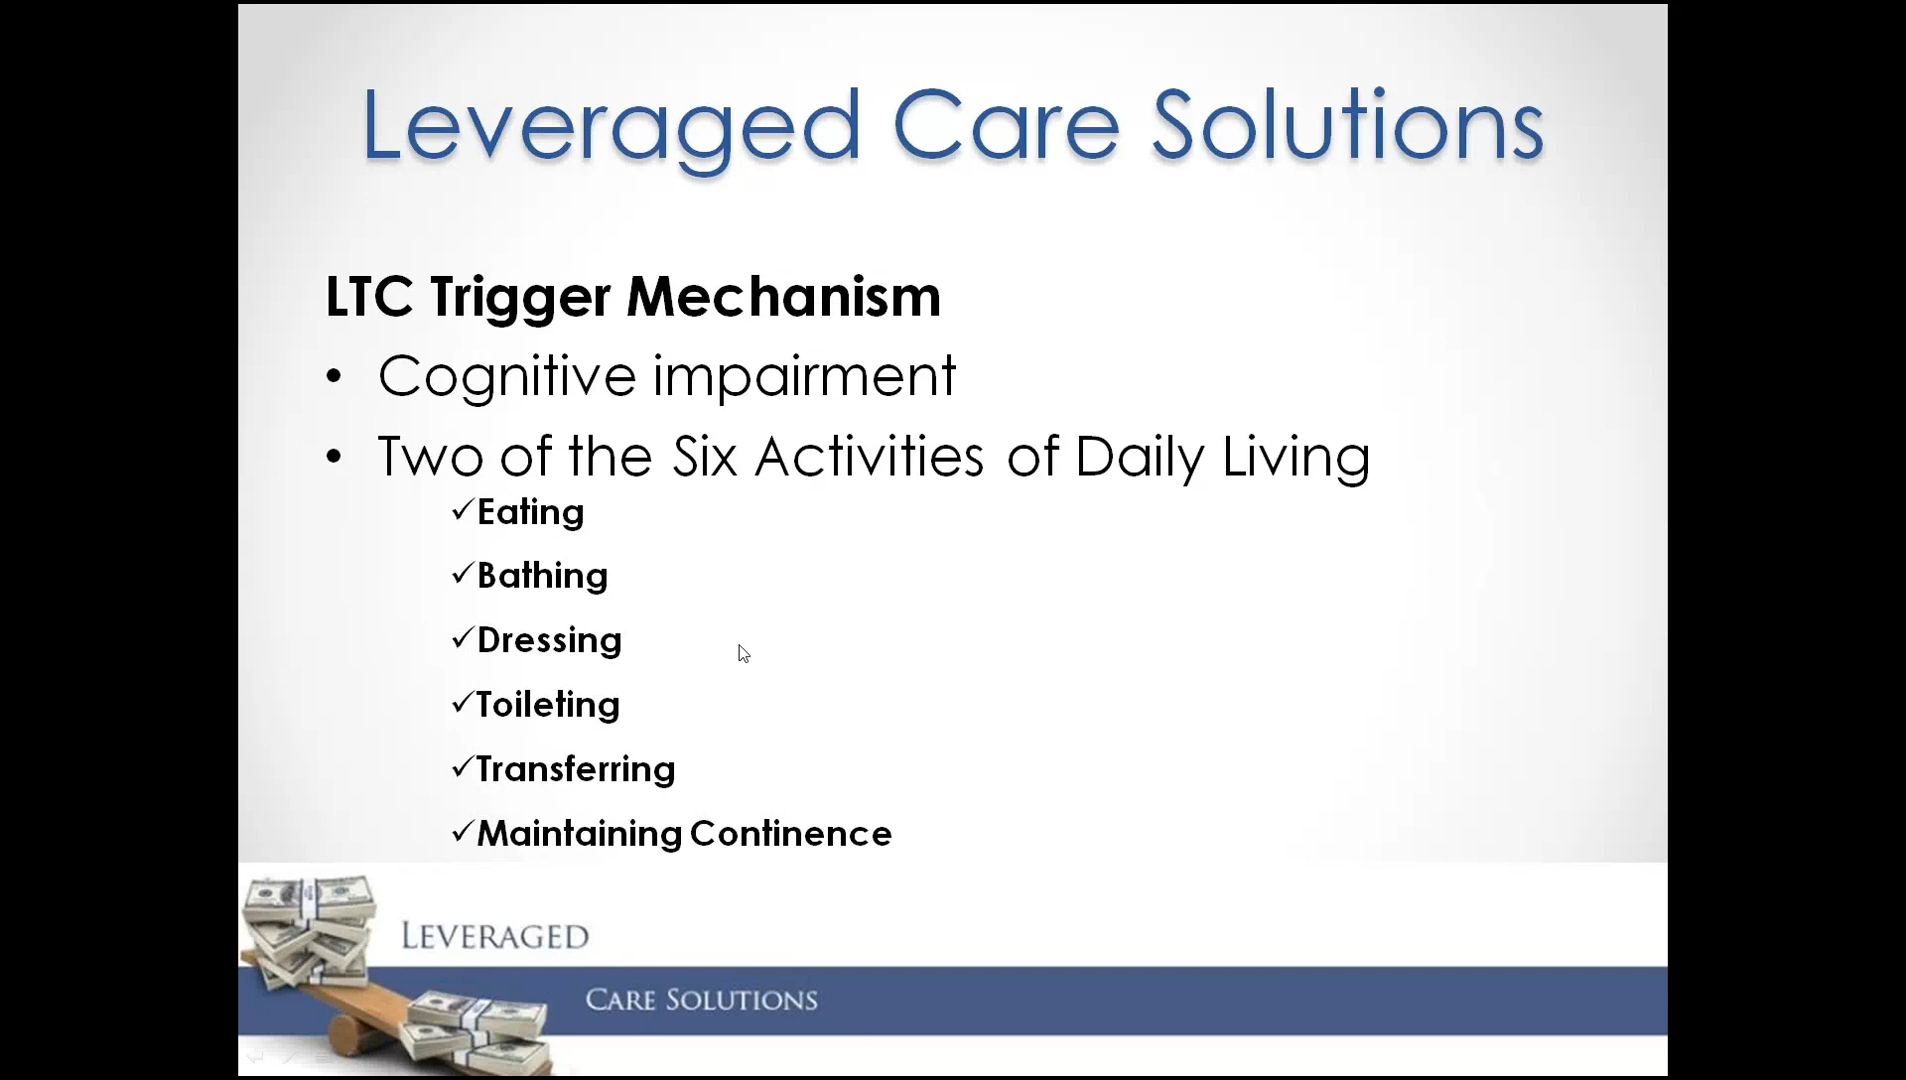 Leveraged Care Solutions
LTC Trigger Mechanism
• Cognitive impairment
• Two of the Six Activities of Daily Living
✓Eating
✓Bathing
✓Dressing
✓Toileting
✓Transferring
✓Maintaining Continence
LEVERAGED
CARE SOLUTIONS